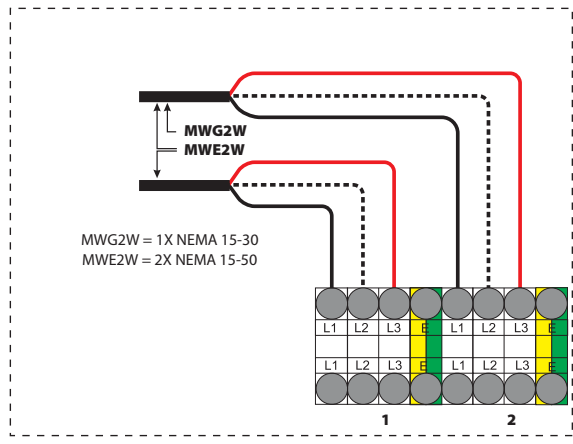 MWG2W
MWE2W
MWG2W = 1X NEMA 15-30
MWE2W = 2X NEMA 15-50
L1 L2 L3 E L1 L2 L3 E
L1 L2 L3 E L1 L2 L3 E
1 2